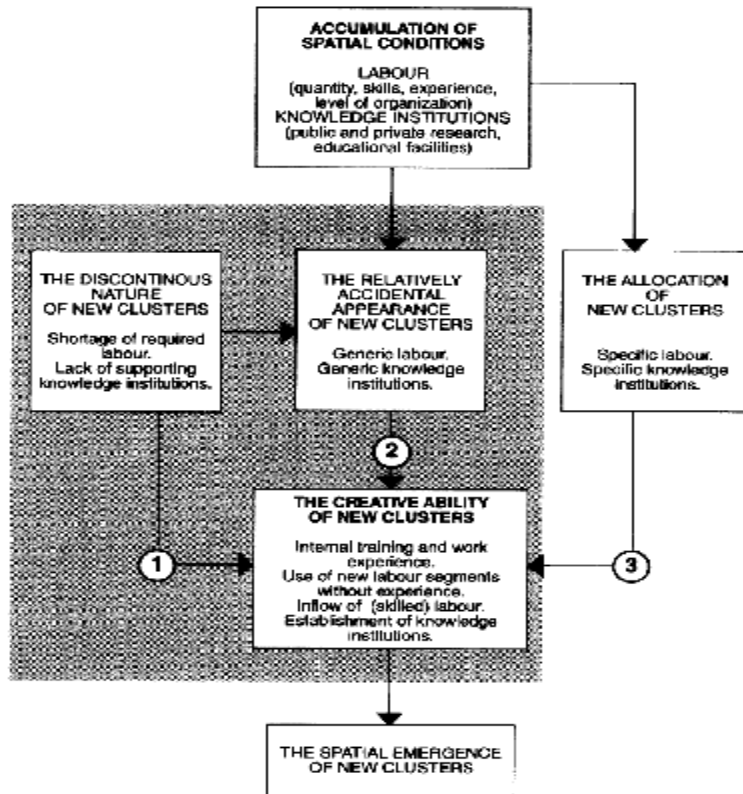 ACCUMULATION OF
SPATIAL CONDITIONS
LABOUR
(quantity, skills, experience,
level of organization)
KNOWLEDGE INSTITUTIONS
(public and private research,
educational facilities)
THE DISCONTINOUS
NATURE
OF NEW CLUSTERS
Shortage of required
labour.
Lack of supporting
knowledge institutions.
THE RELATIVELY
ACCIDENTAL
APPEARANCE
OF NEW CLUSTERS
Generic labour.
Generic knowledge
institutions.
THE ALLOCATION
OF
NEW CLUSTERS
Specific labour.
Specific knowledge
institutions.
2
THE CREATIVE ABILITY
OF NEW CLUSTERS
Internal training and work
experience.
Use of new labour segments
without experience.
Inflow of (skilled) labour.
Establishment of knowledge
institutions.
1
3
THE SPATIAL EMERGENCE
OF NEW CLUSTERS